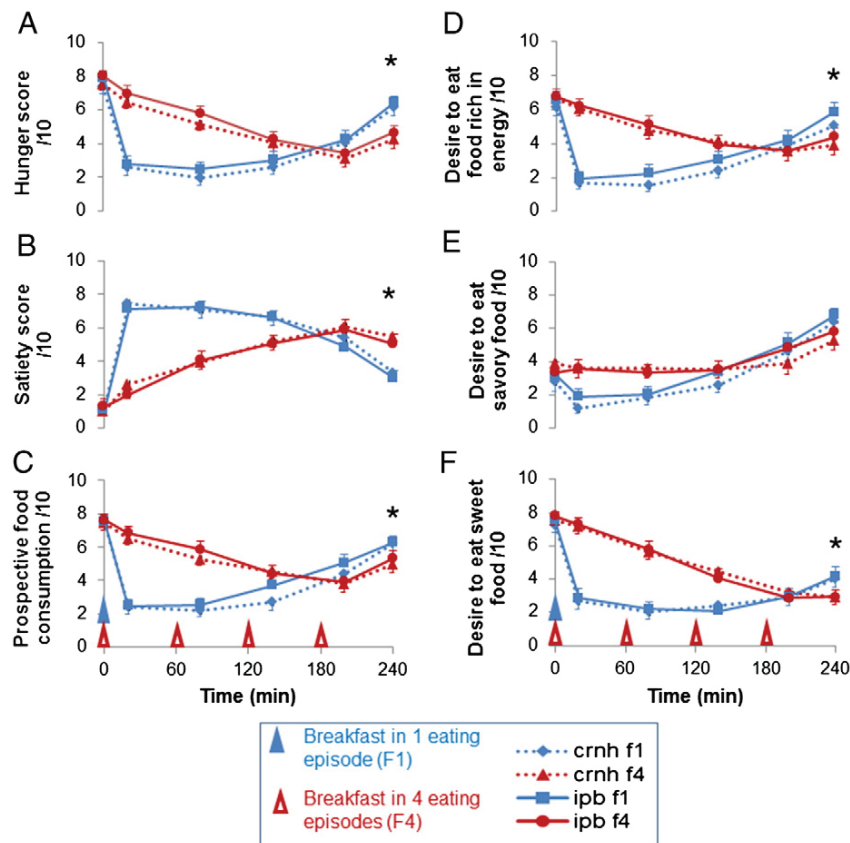 A
Hunger score
/10
10
8
6
4
2
0
*
B
Satiety score
/10
10
8
6
4
2
0
*
C
Prospective food
consumption /10
10
8
6
4
2
0
*
0 60 120 180 240
Time (min)
D
Desire to eat
food rich in
energy /10
10
8
6
4
2
0
*
E
Desire to eat
savory food /10
10
8
6
4
2
0
F
Desire to eat sweet
food /10
10
8
6
4
2
0
*
0 60 120 180 240
Time (min)
Breakfast in 1 eating
episode (F1)
Breakfast in 4 eating
episodes (F4)
crnh f1
crnh f4
ipb f1
ipb f4